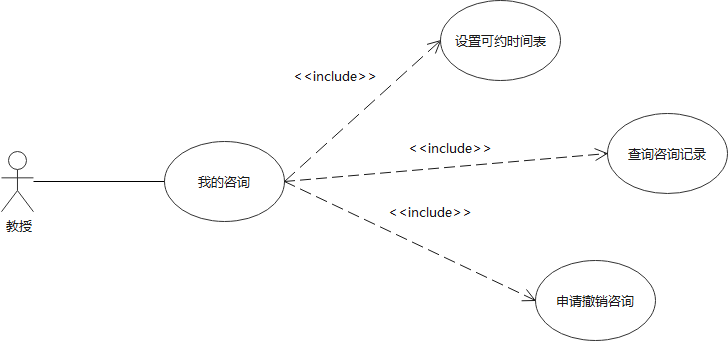 设置可约时间表
<<include>>
<<include>>
查询咨询记录
我的咨询
<<include>>
教授
申请撤销咨询